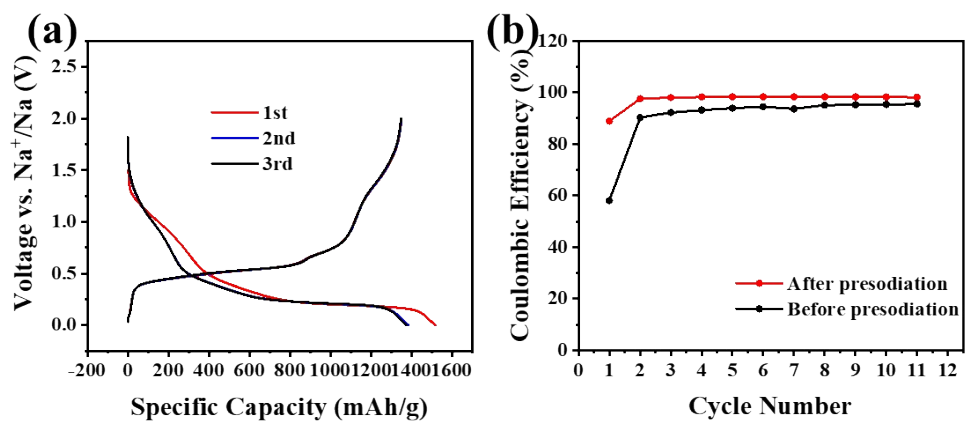 (a)
Voltage vs. Na⁺/Na (V)
2.5
2.0
1.5
1.0
0.5
0.0
1st
2nd
3rd
-200 0 200 400 600 800 1000 1200 1400 1600
Specific Capacity (mAh/g)
(b)
Coulombic Efficiency (%)
120
100
80
60
40
20
0
After presodiation
Before presodiation
0 1 2 3 4 5 6 7 8 9 10 11 12
Cycle Number